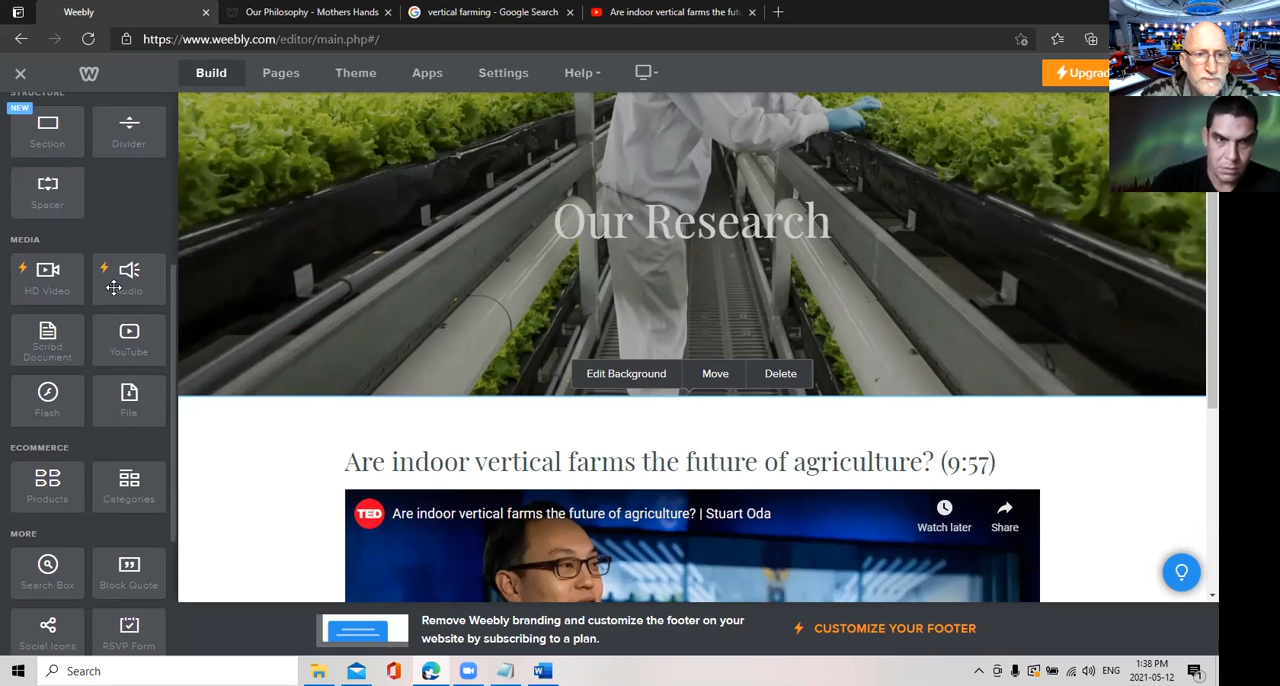 Weebly
Our Philosophy - Mothers Hands
vertical farming - Google Search
Are indoor vertical farms the futu
https://www.weebly.com/editor/main.php#/
Build
Pages
Theme
Apps
Settings
Help
Upgrad
STRUCTURE
NEW
Section
Divider
Spacer
MEDIA
HD Video
Audio
Scribd
Document
YouTube
Flash
File
ECOMMERCE
Products
Categories
MORE
Search Box
Block Quote
Social Icons
RSVP Form
Our Research
Edit Background
Move
Delete
Are indoor vertical farms the future of agriculture? (9:57)
TED
Are indoor vertical farms the future of agriculture? | Stuart Oda
Watch later
Share
Remove Weebly branding and customize the footer on your
website by subscribing to a plan.
CUSTOMIZE YOUR FOOTER
Search
ENG
1:38 PM
2021-05-12
1